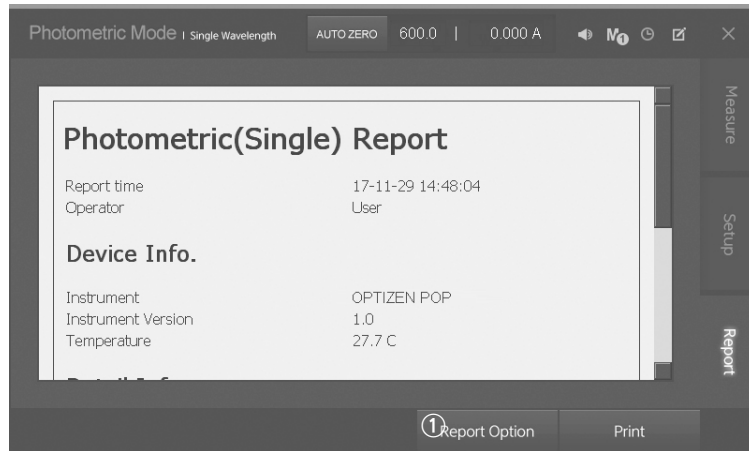 Photometric Mode | Single Wavelength AUTO ZERO 600.0 | 0.000 A M①
Measure
Setup
Report
Photometric(Single) Report
Report time 17-11-29 14:48:04
Operator User
Device Info.
Instrument OPTIZEN POP
Instrument Version 1.0
Temperature 27.7 C
①Report Option Print